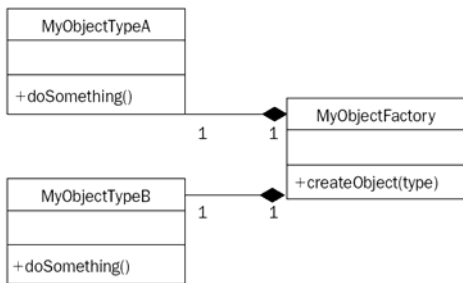 MyObjectTypeA
+doSomething()
1 1
MyObjectFactory
+createObject(type)
MyObjectTypeB
1 1
+doSomething()